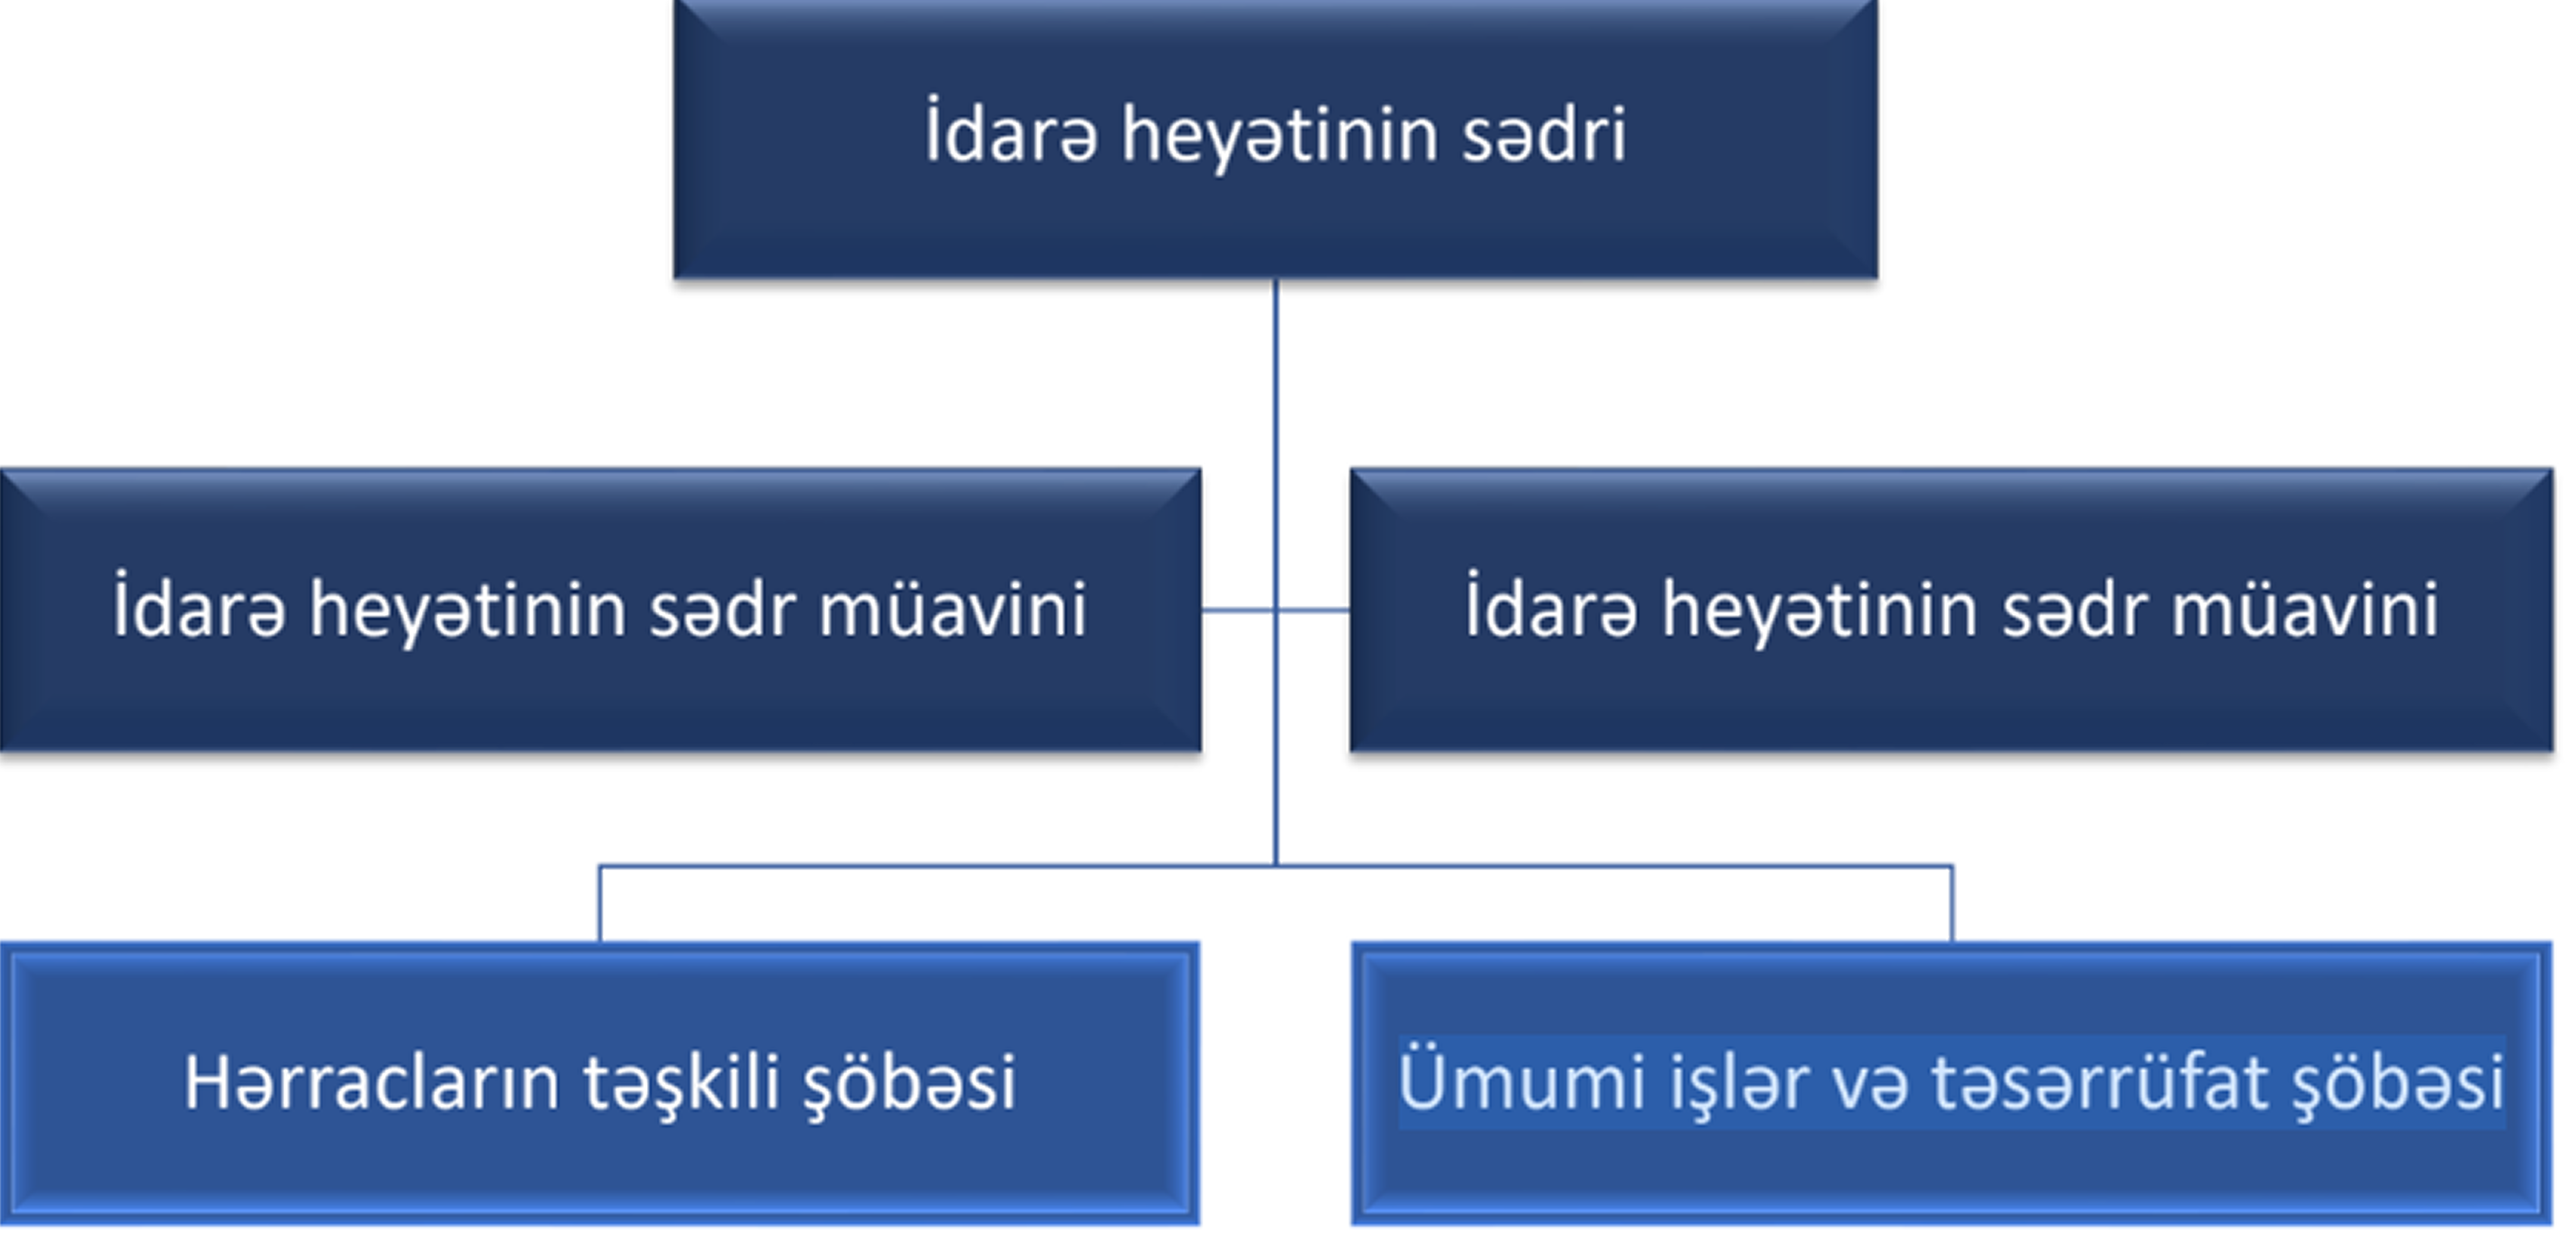 İdarə heyətinin sədri
İdarə heyətinin sədr müavini
İdarə heyətinin sədr müavini
Hərracların təşkili şöbəsi
Ümumi işlər və təsərrüfat şöbəsi